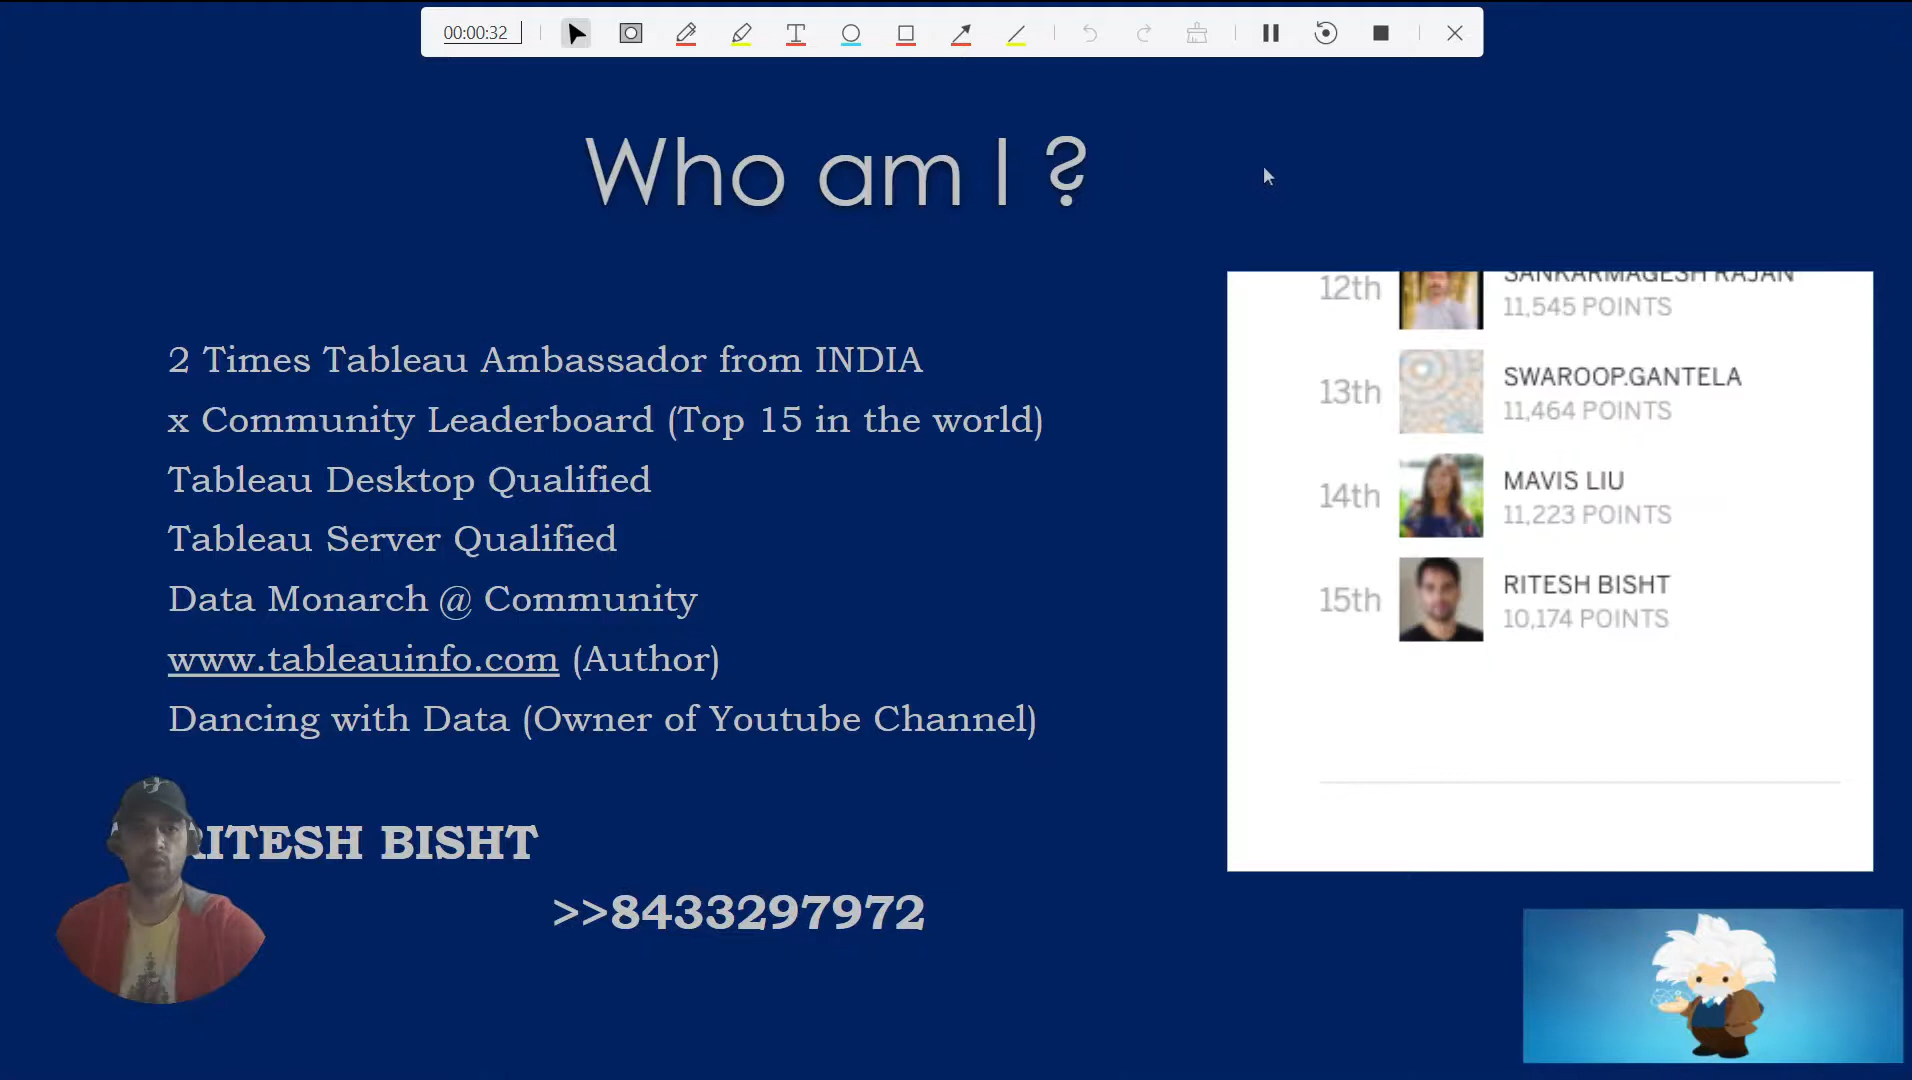 00:00:32
Who am I ?
2 Times Tableau Ambassador from INDIA
x Community Leaderboard (Top 15 in the world)
Tableau Desktop Qualified
Tableau Server Qualified
Data Monarch @ Community
www.tableauinfo.com (Author)
Dancing with Data (Owner of Youtube Channel)
RITESH BISHT
>>8433297972
12th
SANKARMAGESH RAJAN
11,545 POINTS
13th
SWAROOP.GANTELA
11,464 POINTS
14th
MAVIS LIU
11,223 POINTS
15th
RITESH BISHT
10,174 POINTS